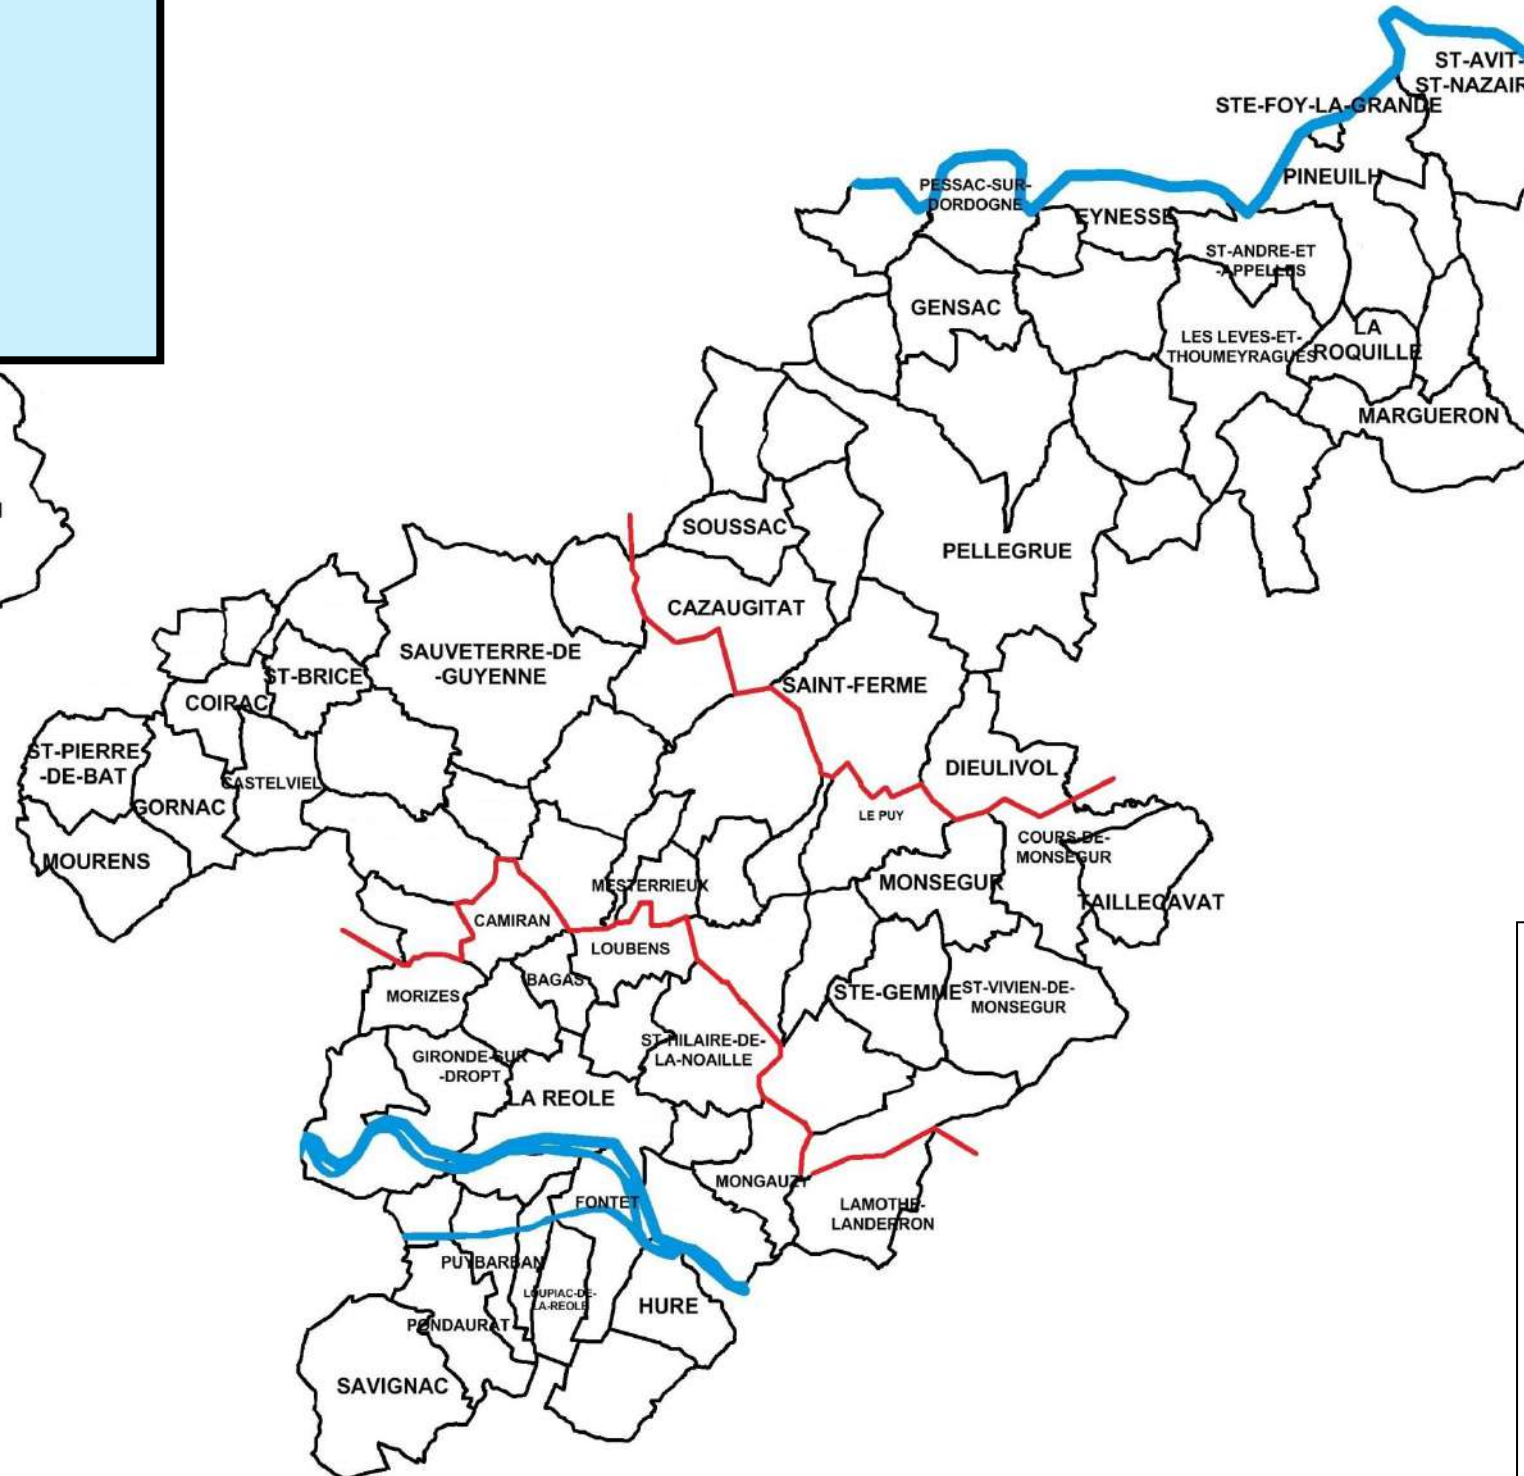 ST-AVIT-
ST-NAZAIR
STE-FOY-LA-GRANDE
PINEUILH
PESSAC-SUR-
DORDOGNE
EYNESSE
ST-ANDRE-ET
-APPELLES
GENSAC
LES LEVES-ET-
THOUMEYRAGUES
LA
ROQUILLE
MARGUERON
SOUSSAC
PELLEGRUE
CAZAUGITAT
SAUVETERRE-DE
-GUYENNE
ST-BRICE
COIRAC
SAINT-FERME
ST-PIERRE
-DE-BAT
CASTELVIEL
GORNAC
DIEULIVOL
LE PUY
COURS-DE-
MONSEGUR
MOURENS
MESTERRIEUX
MONSEGUR
TAILLECAVAT
CAMIRAN
LOUBENS
BAGAS
MORIZES
STE-GEMME
ST-VIVIEN-DE-
MONSEGUR
ST-HILAIRE-DE-
LA-NOAILLE
GIRONDE-SUR
-DROPT
LA REOLE
MONGAUZY
FONTET
LAMOTHE-
LANDERRON
PUYBARBAN
LOUPIAC-DE-
LA-REOLE
HURE
PONDAURAT
SAVIGNAC